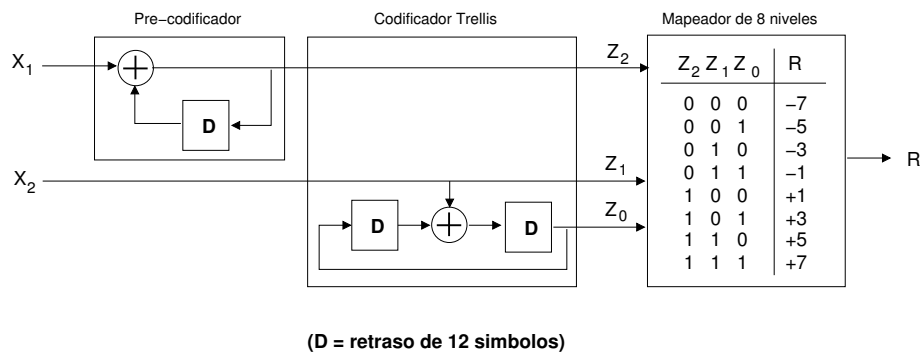 Pre-codificador
Codificador Trellis
Mapeador de 8 niveles
X1
Z2
Z2 Z1 Z0 R
0 0 0 −7
0 0 1 −5
0 1 0 −3
0 1 1 −1
1 0 0 +1
1 0 1 +3
1 1 0 +5
1 1 1 +7
D
X2
Z1
R
D
D
Z0
(D = retraso de 12 simbolos)